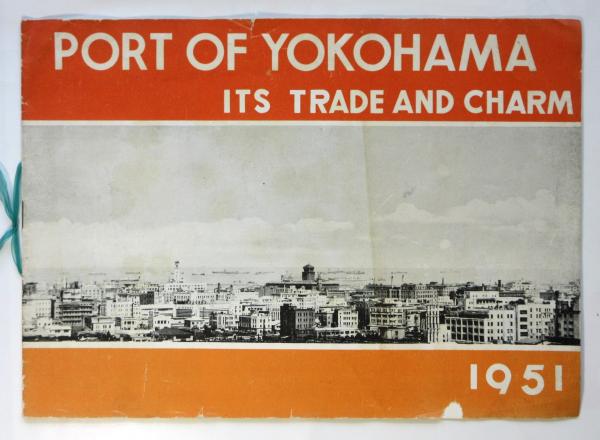 PORT OF YOKOHAMA
ITS TRADE AND CHARM
1951